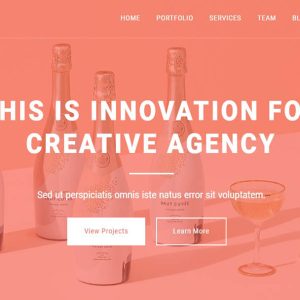 HOME PORTFOLIO SERVICES TEAM
HIS IS INNOVATION FO
CREATIVE AGENCY
Sed ut perspiciatis omnis iste natus error sit voluptatem.
View Projects Learn More